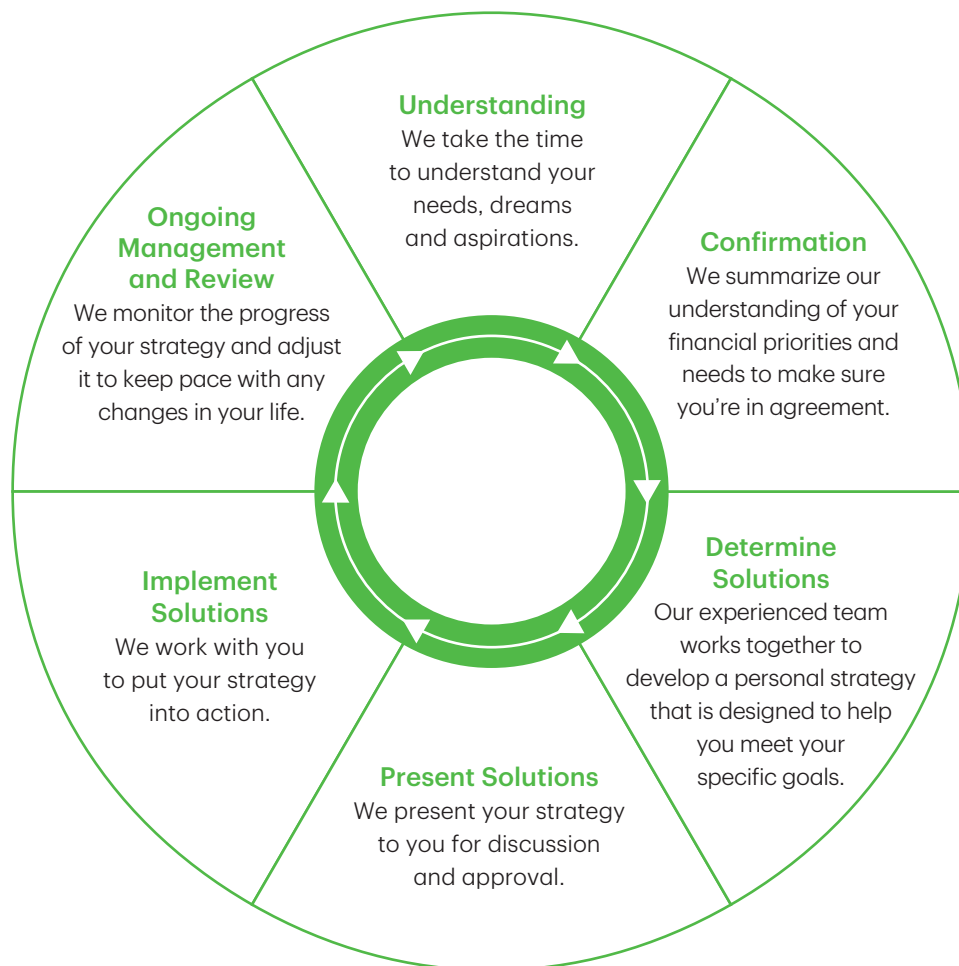 Understanding
We take the time
to understand your
needs, dreams
and aspirations.
Confirmation
We summarize our
understanding of your
financial priorities and
needs to make sure
you’re in agreement.
Determine
Solutions
Our experienced team
works together to
develop a personal strategy
that is designed to help
you meet your
specific goals.
Present Solutions
We present your strategy
to you for discussion
and approval.
Implement
Solutions
We work with you
to put your strategy
into action.
Ongoing
Management
and Review
We monitor the progress
of your strategy and adjust
it to keep pace with any
changes in your life.